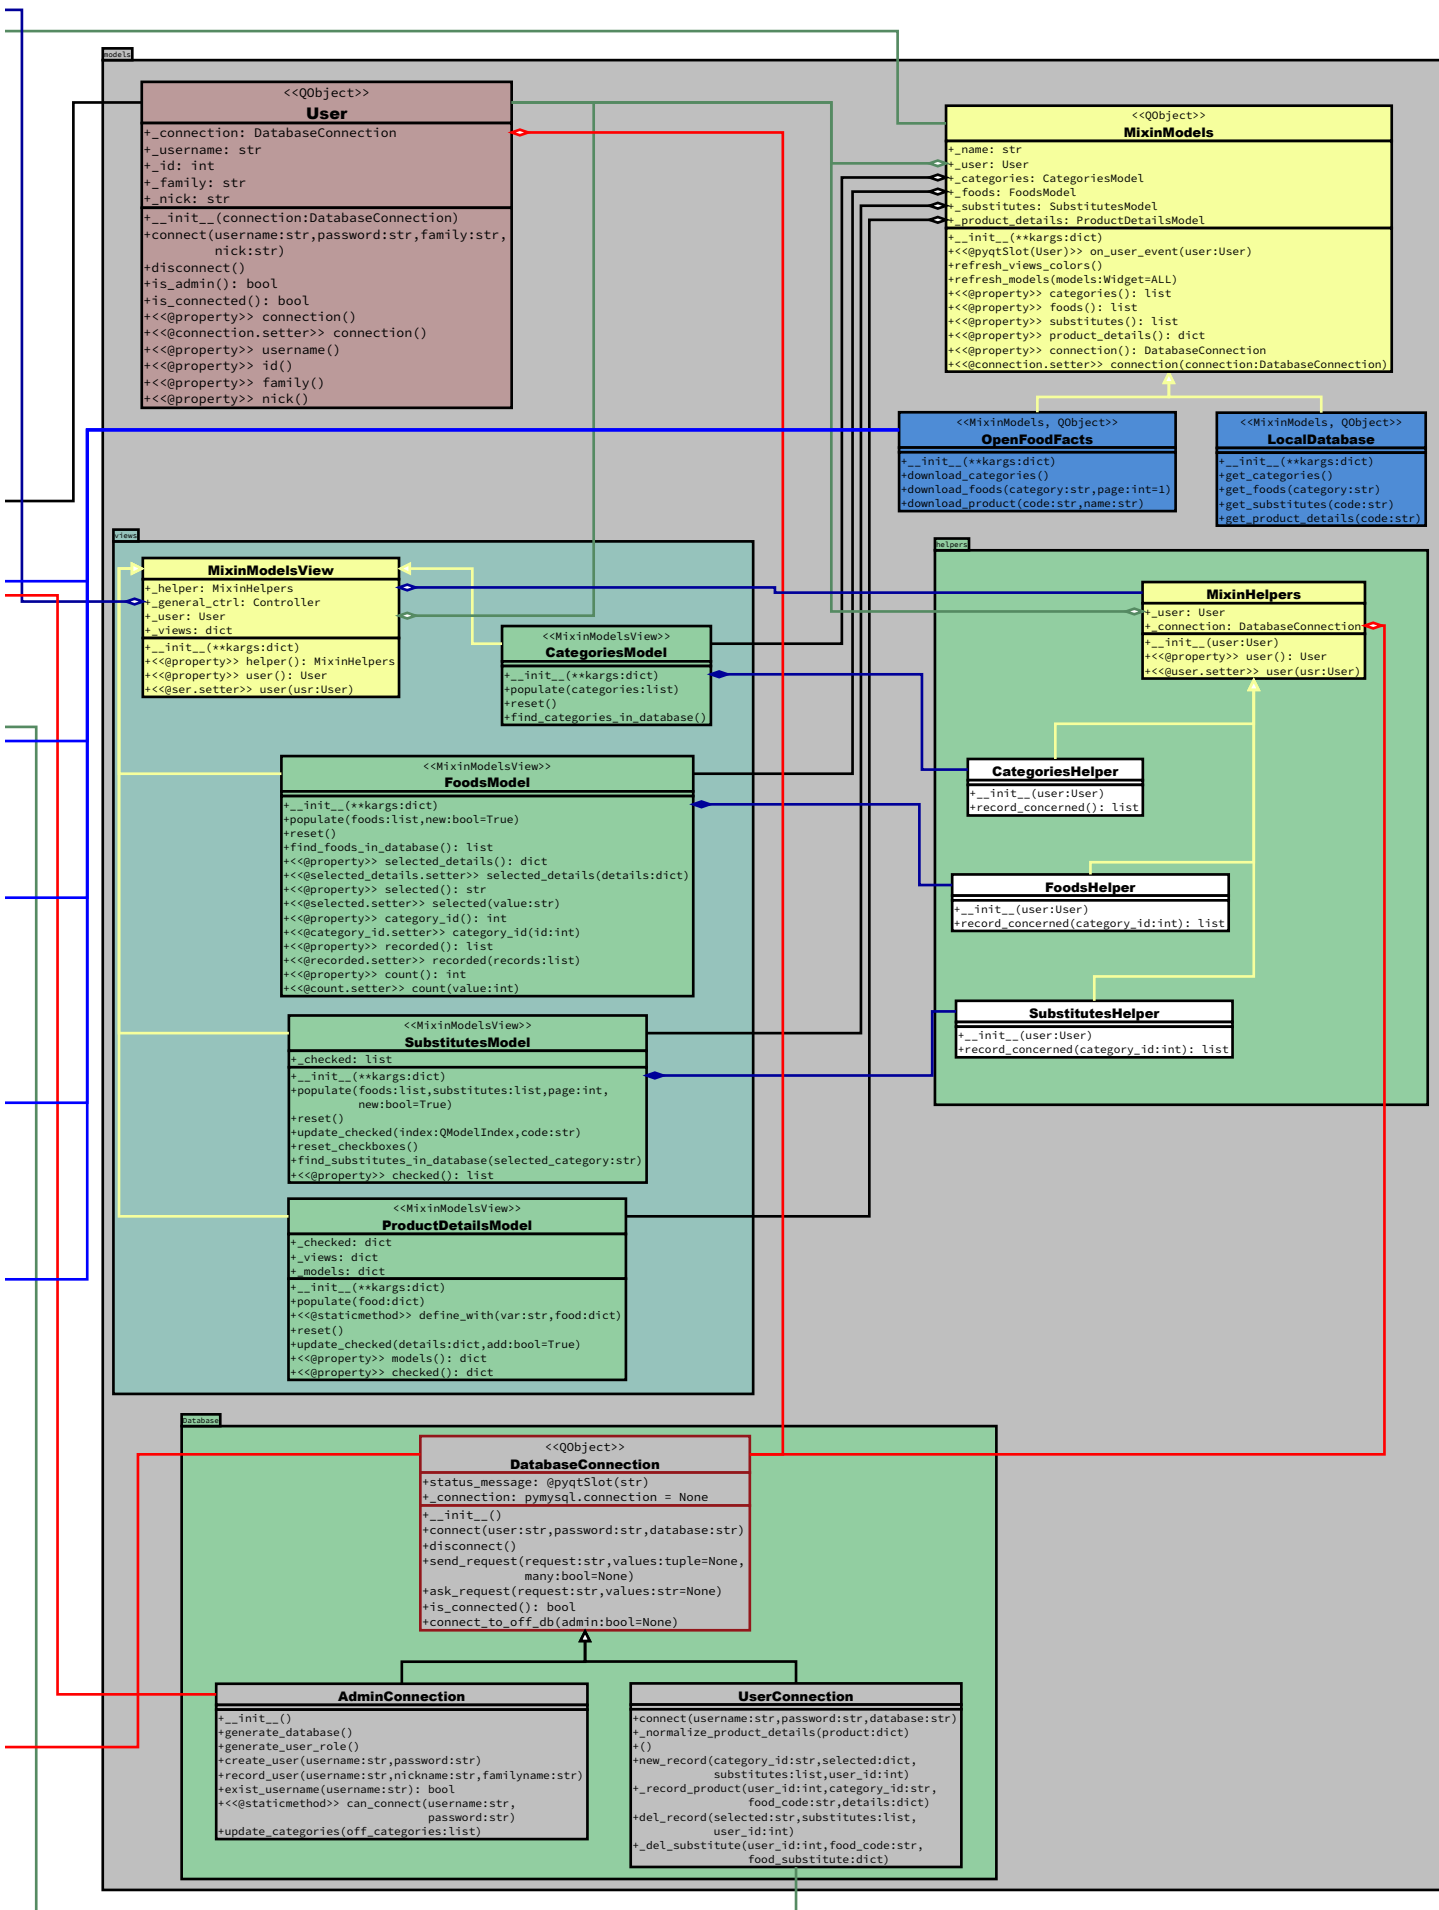 models
<<QObject>>
User
+_connection: DatabaseConnection
+_username: str
+_id: int
+_family: str
+_nick: str
+__init__(connection:DatabaseConnection)
+connect(username:str,password:str,family:str,
nick:str)
+disconnect()
+is_admin(): bool
+is_connected(): bool
+<<@property>> connection()
+<<@connection.setter>> connection()
+<<@property>> username()
+<<@property>> id()
+<<@property>> family()
+<<@property>> nick()
<<QObject>>
MixinModels
+_name: str
+_user: User
+_categories: CategoriesModel
+_foods: FoodsModel
+_substitutes: SubstitutesModel
+_product_details: ProductDetailsModel
+__init__(**kargs:dict)
+<<@pyqtSlot(User)>> on_user_event(user:User)
+refresh_views_colors()
+refresh_models(models:Widget=ALL)
+<<@property>> categories(): list
+<<@property>> foods(): list
+<<@property>> substitutes(): list
+<<@property>> product_details(): dict
+<<@property>> connection(): DatabaseConnection
+<<@connection.setter>> connection(connection:DatabaseConnection)
<<MixinModels, QObject>>
OpenFoodFacts
+__init__(**kargs:dict)
+download_categories()
+download_foods(category:str,page:int=1)
+download_product(code:str,name:str)
<<MixinModels, QObject>>
LocalDatabase
+__init__(**kargs:dict)
+get_categories()
+get_foods(category:str)
+get_substitutes(code:str)
+get_product_details(code:str)
views
MixinModelsView
+_helper: MixinHelpers
+_general_ctrl: Controller
+_user: User
+_views: dict
+__init__(**kargs:dict)
+<<@property>> helper(): MixinHelpers
+<<@property>> user(): User
+<<@ser.setter>> user(usr:User)
<<MixinModelsView>>
CategoriesModel
+__init__(**kargs:dict)
+populate(categories:list)
+reset()
+find_categories_in_database()
<<MixinModelsView>>
FoodsModel
+__init__(**kargs:dict)
+populate(foods:list,new:bool=True)
+reset()
+find_foods_in_database(): list
+<<@property>> selected_details(): dict
+<<@selected_details.setter>> selected_details(details:dict)
+<<@property>> selected(): str
+<<@selected.setter>> selected(value:str)
+<<@property>> category_id(): int
+<<@category_id.setter>> category_id(id:int)
+<<@property>> recorded(): list
+<<@recorded.setter>> recorded(records:list)
+<<@property>> count(): int
+<<@count.setter>> count(value:int)
<<MixinModelsView>>
SubstitutesModel
+_checked: list
+__init__(**kargs:dict)
+populate(foods:list,substitutes:list,page:int,
new:bool=True)
+reset()
+update_checked(index:QModelIndex,code:str)
+reset_checkboxes()
+find_substitutes_in_database(selected_category:str)
+<<@property>> checked(): list
<<MixinModelsView>>
ProductDetailsModel
+_checked: dict
+_views: dict
+_models: dict
+__init__(**kargs:dict)
+populate(food:dict)
+<<@staticmethod>> define_with(var:str,food:dict)
+reset()
+update_checked(details:dict,add:bool=True)
+<<@property>> models(): dict
+<<@property>> checked(): dict
helpers
MixinHelpers
+_user: User
+_connection: DatabaseConnection
+__init__(user:User)
+<<@property>> user(): User
+<<@user.setter>> user(usr:User)
CategoriesHelper
+__init__(user:User)
+record_concerned(): list
FoodsHelper
+__init__(user:User)
+record_concerned(category_id:int): list
SubstitutesHelper
+__init__(user:User)
+record_concerned(category_id:int): list
Database
<<QObject>>
DatabaseConnection
+status_message: @pyqtSlot(str)
+_connection: pymysql.connection = None
+__init__()
+connect(user:str,password:str,database:str)
+disconnect()
+send_request(request:str,values:tuple=None,
many:bool=None)
+ask_request(request:str,values:str=None)
+is_connected(): bool
+connect_to_off_db(admin:bool=None)
AdminConnection
+__init__()
+generate_database()
+generate_user_role()
+create_user(username:str,password:str)
+record_user(username:str,nickname:str,familyname:str)
+exist_username(username:str): bool
+<<@staticmethod>> can_connect(username:str,
password:str)
+update_categories(off_categories:list)
UserConnection
+connect(username:str,password:str,database:str)
+_normalize_product_details(product:dict)
+()
+new_record(category_id:str,selected:dict,
substitutes:list,user_id:int)
+_record_product(user_id:int,category_id:str,
food_code:str,details:dict)
+del_record(selected:str,substitutes:list,
user_id:int)
+_del_substitute(user_id:int,food_code:str,
food_substitute:dict)